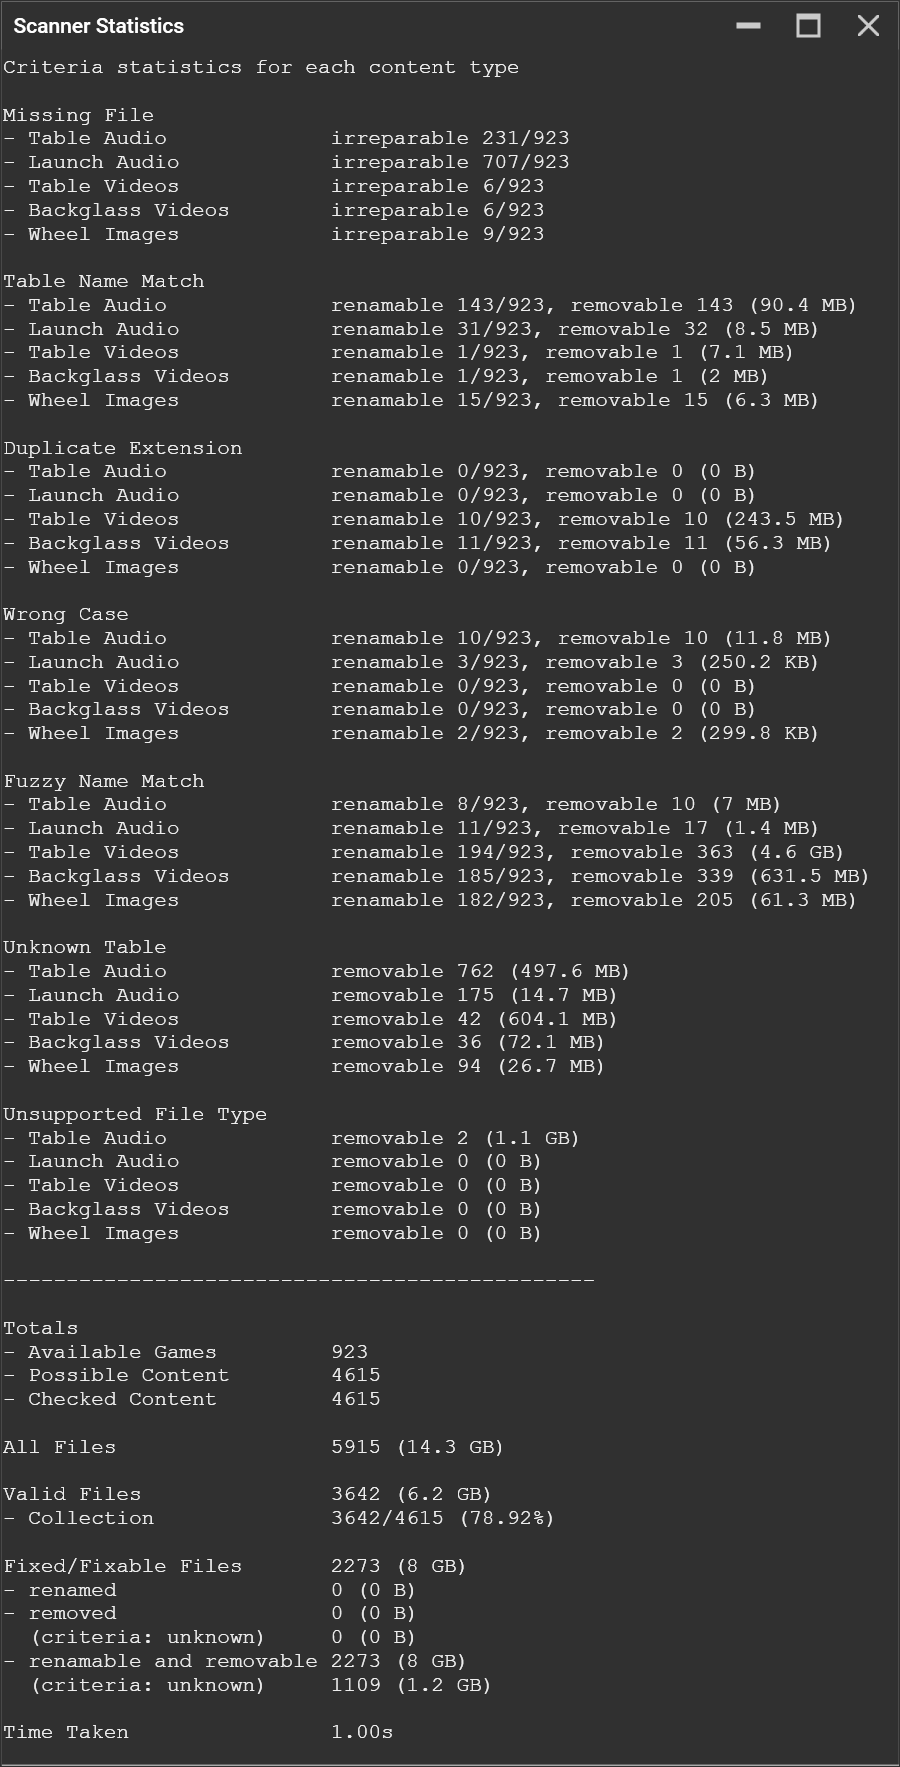 Scanner Statistics
Criteria statistics for each content type
Missing File
- Table Audio irreparable 231/923
- Launch Audio irreparable 707/923
- Table Videos irreparable 6/923
- Backglass Videos irreparable 6/923
- Wheel Images irreparable 9/923
Table Name Match
- Table Audio renamable 143/923, removable 143 (90.4 MB)
- Launch Audio renamable 31/923, removable 32 (8.5 MB)
- Table Videos renamable 1/923, removable 1 (7.1 MB)
- Backglass Videos renamable 1/923, removable 1 (2 MB)
- Wheel Images renamable 15/923, removable 15 (6.3 MB)
Duplicate Extension
- Table Audio renamable 0/923, removable 0 (0 B)
- Launch Audio renamable 0/923, removable 0 (0 B)
- Table Videos renamable 10/923, removable 10 (243.5 MB)
- Backglass Videos renamable 11/923, removable 11 (56.3 MB)
- Wheel Images renamable 0/923, removable 0 (0 B)
Wrong Case
- Table Audio renamable 10/923, removable 10 (11.8 MB)
- Launch Audio renamable 3/923, removable 3 (250.2 KB)
- Table Videos renamable 0/923, removable 0 (0 B)
- Backglass Videos renamable 0/923, removable 0 (0 B)
- Wheel Images renamable 2/923, removable 2 (299.8 KB)
Fuzzy Name Match
- Table Audio renamable 8/923, removable 10 (7 MB)
- Launch Audio renamable 11/923, removable 17 (1.4 MB)
- Table Videos renamable 194/923, removable 363 (4.6 GB)
- Backglass Videos renamable 185/923, removable 339 (631.5 MB)
- Wheel Images renamable 182/923, removable 205 (61.3 MB)
Unknown Table
- Table Audio removable 762 (497.6 MB)
- Launch Audio removable 175 (14.7 MB)
- Table Videos removable 42 (604.1 MB)
- Backglass Videos removable 36 (72.1 MB)
- Wheel Images removable 94 (26.7 MB)
Unsupported File Type
- Table Audio removable 2 (1.1 GB)
- Launch Audio removable 0 (0 B)
- Table Videos removable 0 (0 B)
- Backglass Videos removable 0 (0 B)
- Wheel Images removable 0 (0 B)
-----------------------------------------------
Totals
- Available Games 923
- Possible Content 4615
- Checked Content 4615
All Files 5915 (14.3 GB)
Valid Files 3642 (6.2 GB)
- Collection 3642/4615 (78.92%)
Fixed/Fixable Files 2273 (8 GB)
- renamed 0 (0 B)
- removed 0 (0 B)
(criteria: unknown) 0 (0 B)
- renamable and removable 2273 (8 GB)
(criteria: unknown) 1109 (1.2 GB)
Time Taken 1.00s